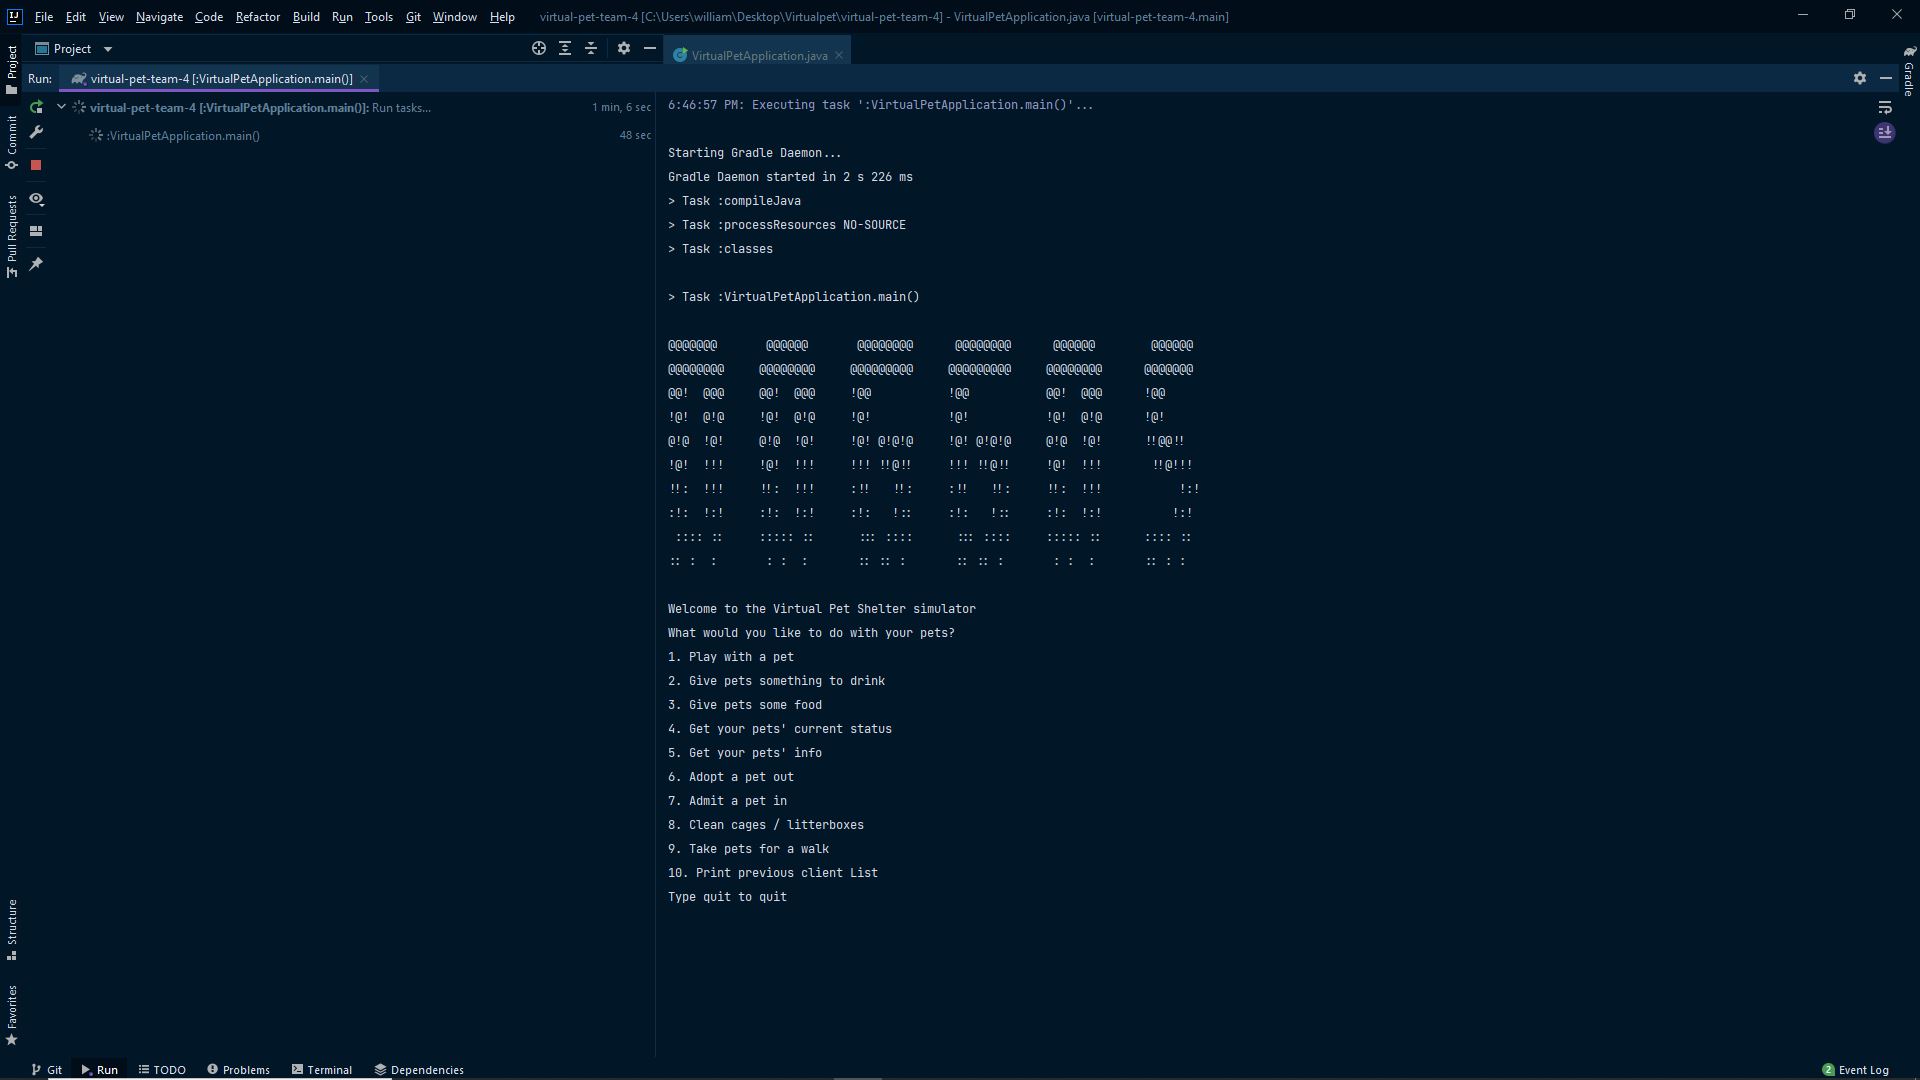 File Edit View Navigate Code Refactor Build Run Tools Git Window Help virtual-pet-team-4 [C:\Users\william\Desktop\Virtualpet\virtual-pet-team-4] - VirtualPetApplication.java [virtual-pet-team-4.main]
Project
VirtualPetApplication.java
Run: virtual-pet-team-4 [:VirtualPetApplication.main()]
virtual-pet-team-4 [:VirtualPetApplication.main()]: Run tasks... 1 min, 6 sec
:VirtualPetApplication.main() 48 sec
Project
Commit
Pull Requests
Structure
Favorites
Gradle
6:46:57 PM: Executing task ':VirtualPetApplication.main()'...
Starting Gradle Daemon...
Gradle Daemon started in 2 s 226 ms
> Task :compileJava
> Task :processResources NO-SOURCE
> Task :classes
> Task :VirtualPetApplication.main()
@@@@@@@       @@@@@@       @@@@@@@@      @@@@@@@@      @@@@@@        @@@@@@
@@@@@@@@     @@@@@@@@     @@@@@@@@@     @@@@@@@@@     @@@@@@@@      @@@@@@@
@@!  @@@     @@!  @@@     !@@           !@@           @@!  @@@      !@@
!@!  @!@     !@!  @!@     !@!           !@!           !@!  @!@      !@!
@!@  !@!     @!@  !@!     !@! @!@!@     !@! @!@!@     @!@  !@!      !!@@!!
!@!  !!!     !@!  !!!     !!! !!@!!     !!! !!@!!     !@!  !!!       !!@!!!
!!:  !!!     !!:  !!!     :!!   !!:     :!!   !!:     !!:  !!!           !:!
:!:  !:!     :!:  !:!     :!:   !::     :!:   !::     :!:  !:!          !:!
 :::: ::     ::::: ::      ::: ::::      ::: ::::     ::::: ::      :::: ::
:: :  :       : :  :       :: :: :       :: :: :       : :  :       :: : :
Welcome to the Virtual Pet Shelter simulator
What would you like to do with your pets?
1. Play with a pet
2. Give pets something to drink
3. Give pets some food
4. Get your pets' current status
5. Get your pets' info
6. Adopt a pet out
7. Admit a pet in
8. Clean cages / litterboxes
9. Take pets for a walk
10. Print previous client List
Type quit to quit
Git Run TODO Problems Terminal Dependencies 2 Event Log